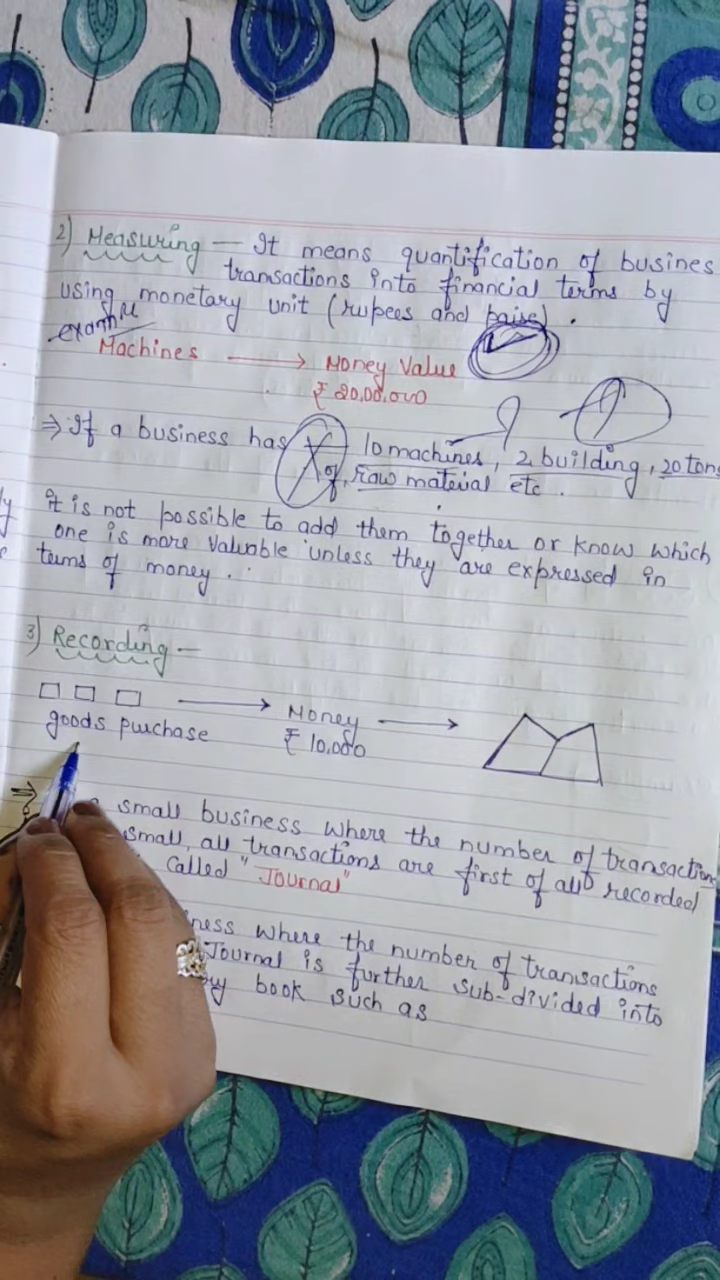 2) Measuring — It means quantification of busines
transactions into financial terms by
using monetary unit (rupees and paise).
Machines → Money Value
₹ 20,00,000
⇒ If a business has 10 machines, 2 building, 20 tons
of raw material etc.
it is not possible to add them together or know which
one is more valuable unless they are expressed in
terms of money.
3) Recording —
goods purchase → Money →
₹ 10,000
small business where the number of transaction
small, all transactions are first of all recorded
called "Journal"
ness where the number of transactions
Journal is further sub-divided into
book such as